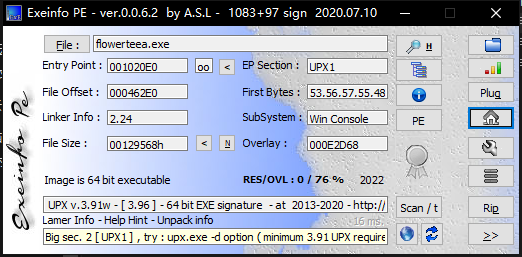 Exeinfo PE - ver.0.0.6.2 by A.S.L - 1083+97 sign 2020.07.10
File : flowerteea.exe
H
Entry Point : 001020E0 oo < EP Section : UPX1
File Offset : 000462E0 First Bytes : 53.56.57.55.48
Plug
Linker Info : 2.24 SubSystem : Win Console
PE
File Size : 00129568h < N Overlay : 000E2D68
Image is 64 bit executable RES/OVL : 0 / 76 % 2022
Exeinfo Pe
UPX v.3.91w - [ 3.96 ] - 64 bit EXE signature - at 2013-2020 - http:/
Scan / t
Rip
Lamer Info - Help Hint - Unpack info 16 ms.
Big sec. 2 [ UPX1 ] , try : upx.exe -d option ( minimum 3.91 UPX require
>>